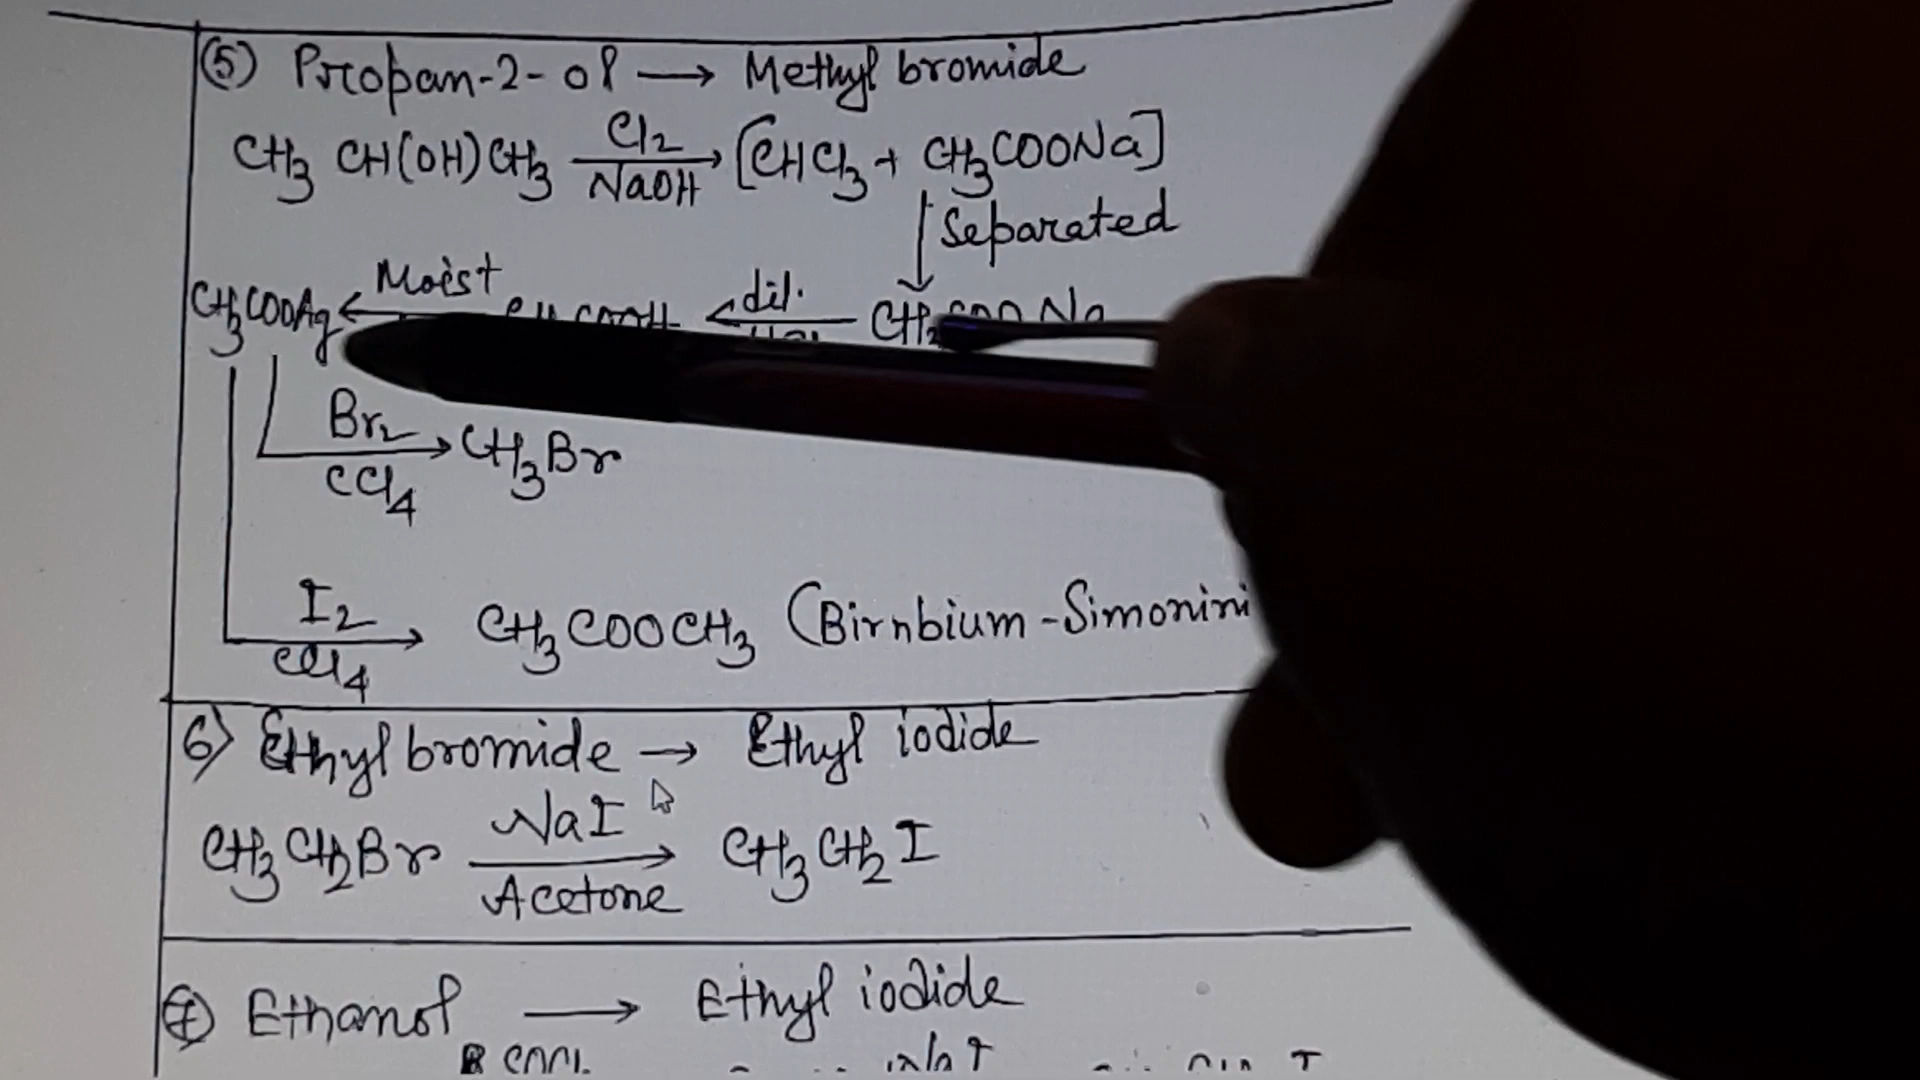 (5) Propan-2-ol → Methyl bromide
CH3 CH(OH)CH3 Cl2 / NaOH → [CHCl3 + CH3COONa]
↓ Separated
CH3COOAg ← Moist ← dil. CH3COONa
Br2 / CCl4 → CH3Br
I2 / CCl4 → CH3COOCH3 (Birnbium-Simonini
6) Ethyl bromide → Ethyl iodide
CH3CH2Br NaI / Acetone → CH3CH2I
(7) Ethanol → Ethyl iodide